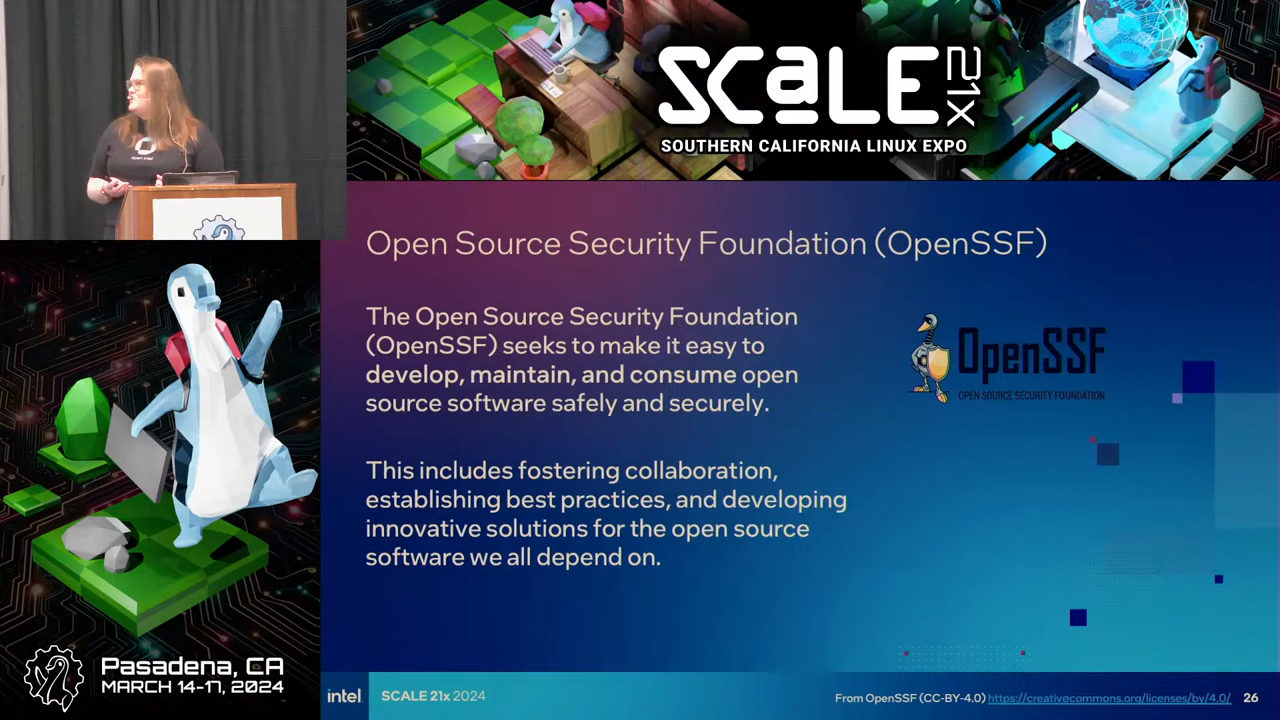 SCaLE 21x
SOUTHERN CALIFORNIA LINUX EXPO
Open Source Security Foundation (OpenSSF)
The Open Source Security Foundation
(OpenSSF) seeks to make it easy to
develop, maintain, and consume open
source software safely and securely.
This includes fostering collaboration,
establishing best practices, and developing
innovative solutions for the open source
software we all depend on.
OpenSSF
OPEN SOURCE SECURITY FOUNDATION
Pasadena, CA
MARCH 14-17, 2024
intel
SCALE 21x 2024
From OpenSSF (CC-BY-4.0) https://creativecommons.org/licenses/by/4.0/ 26